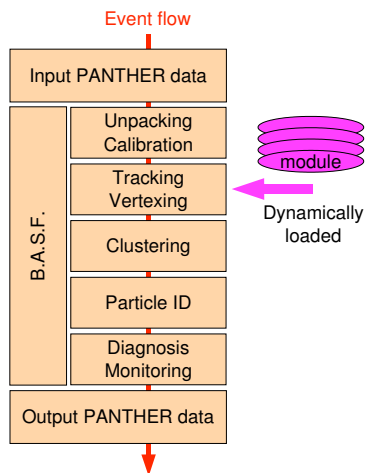 Event flow
Input PANTHER data
B.A.S.F.
Unpacking
Calibration
Tracking
Vertexing
Clustering
Particle ID
Diagnosis
Monitoring
Output PANTHER data
module
Dynamically
loaded